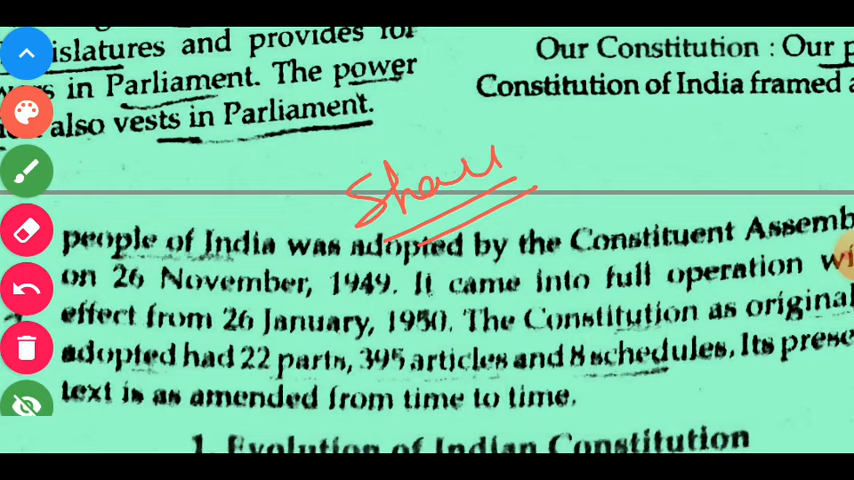 islatures and provides for
in Parliament. The power
also vests in Parliament.
Our Constitution : Our
Constitution of India framed
people of India was adopted by the Constituent Assemb
on 26 November, 1949. It came into full operation
effect from 26 January, 1950. The Constitution as original
adopted had 22 parts, 395 articles and 8 schedules. Its prese
text is as amended from time to time.
1. Evolution of Indian Constitution